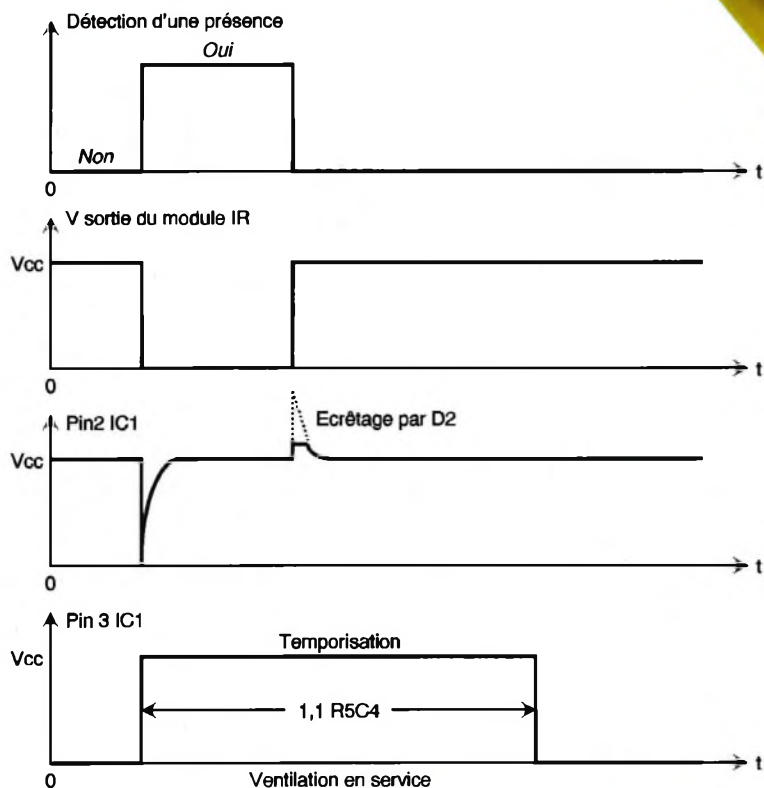 Détection d'une présence
Oui
Non
0
t
V sortie du module IR
Vcc
0
t
Pin2 IC1
Ecrêtage par D2
Vcc
0
t
Pin 3 IC1
Temporisation
Vcc
1,1 R5C4
0
Ventilation en service
t